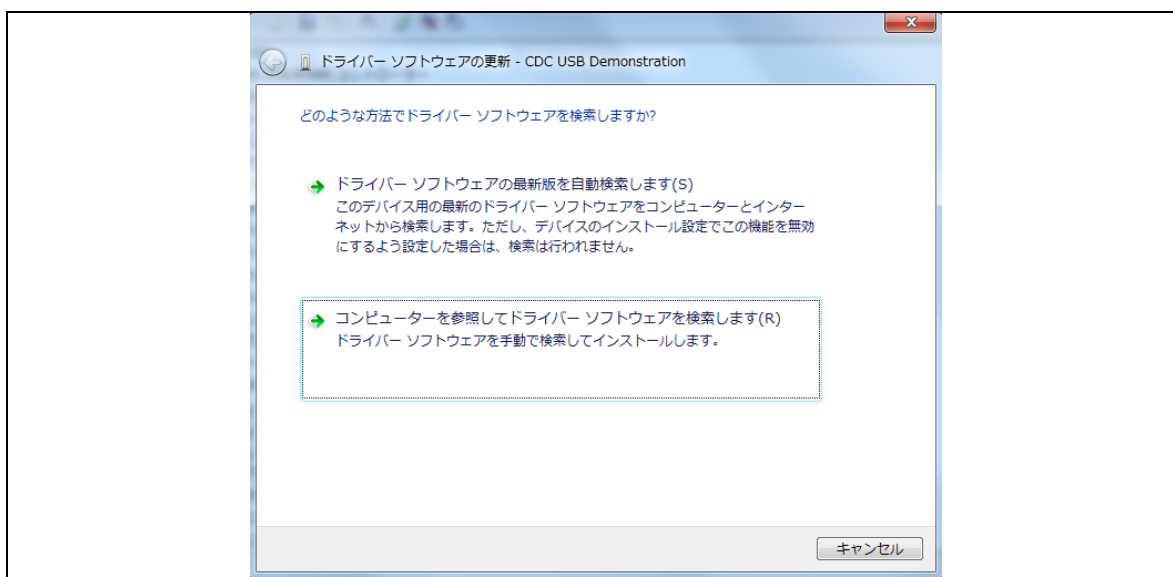 ドライバー ソフトウェアの更新 - CDC USB Demonstration
どのような方法でドライバー ソフトウェアを検索しますか?
ドライバー ソフトウェアの最新版を自動検索します(S)
このデバイス用の最新のドライバー ソフトウェアをコンピューターとインター
ネットから検索します。ただし、デバイスのインストール設定でこの機能を無効
にするよう設定した場合は、検索は行われません。
コンピューターを参照してドライバー ソフトウェアを検索します(R)
ドライバー ソフトウェアを手動で検索してインストールします。
キャンセル